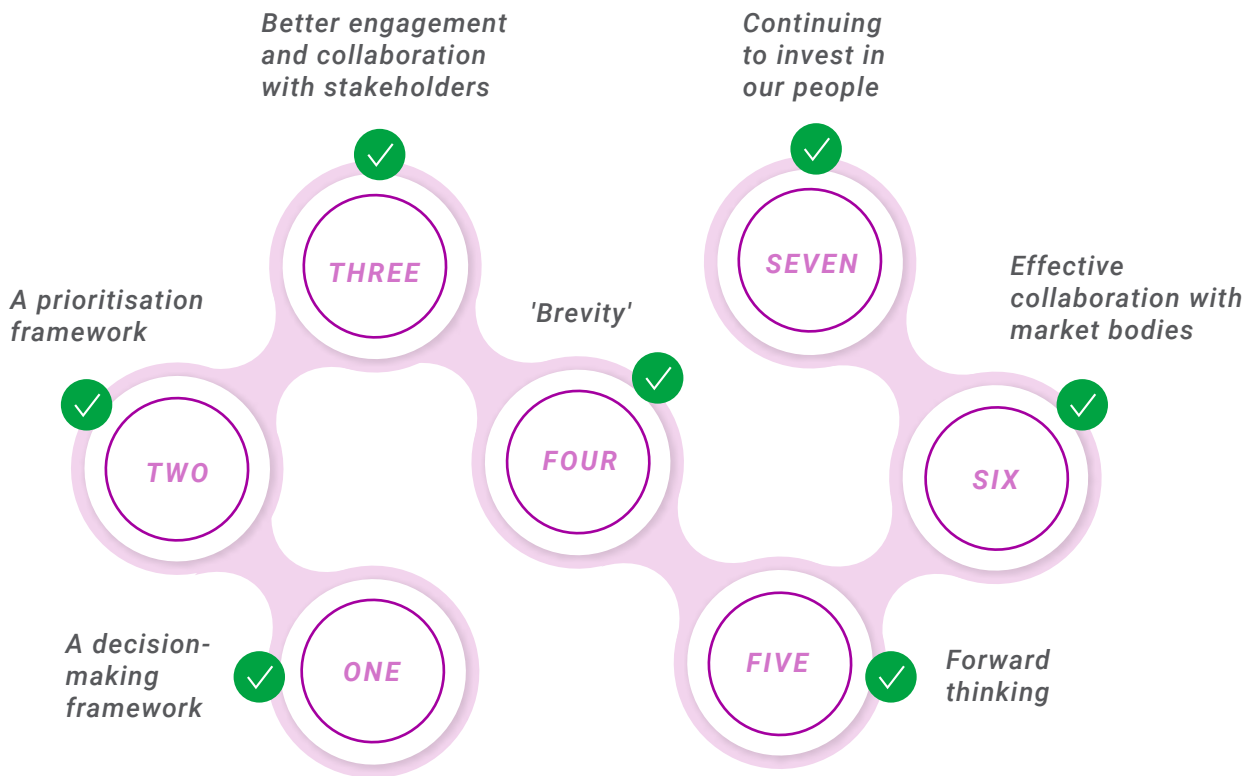 Better engagement
and collaboration
with stakeholders
Continuing
to invest in
our people
THREE
SEVEN
A prioritisation
framework
'Brevity'
Effective
collaboration with
market bodies
TWO
FOUR
SIX
A decision-
making
framework
ONE
FIVE
Forward
thinking